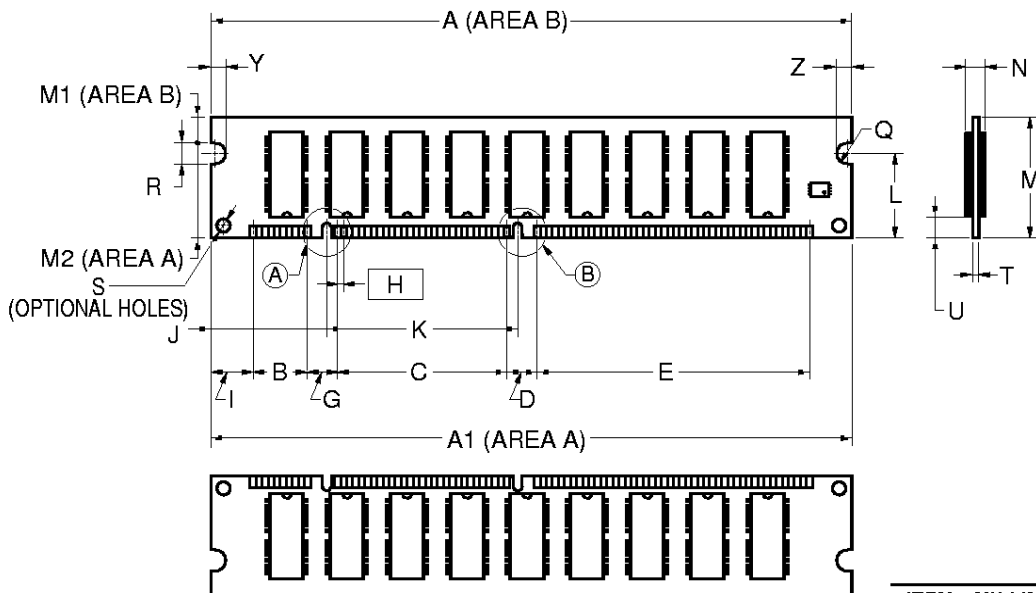 A (AREA B)
Y
Z
N
M1 (AREA B)
Q
R
L
M
M2 (AREA A)
S
(OPTIONAL HOLES)
A
H
B
U
T
J
K
B
C
E
I
G
D
A1 (AREA A)